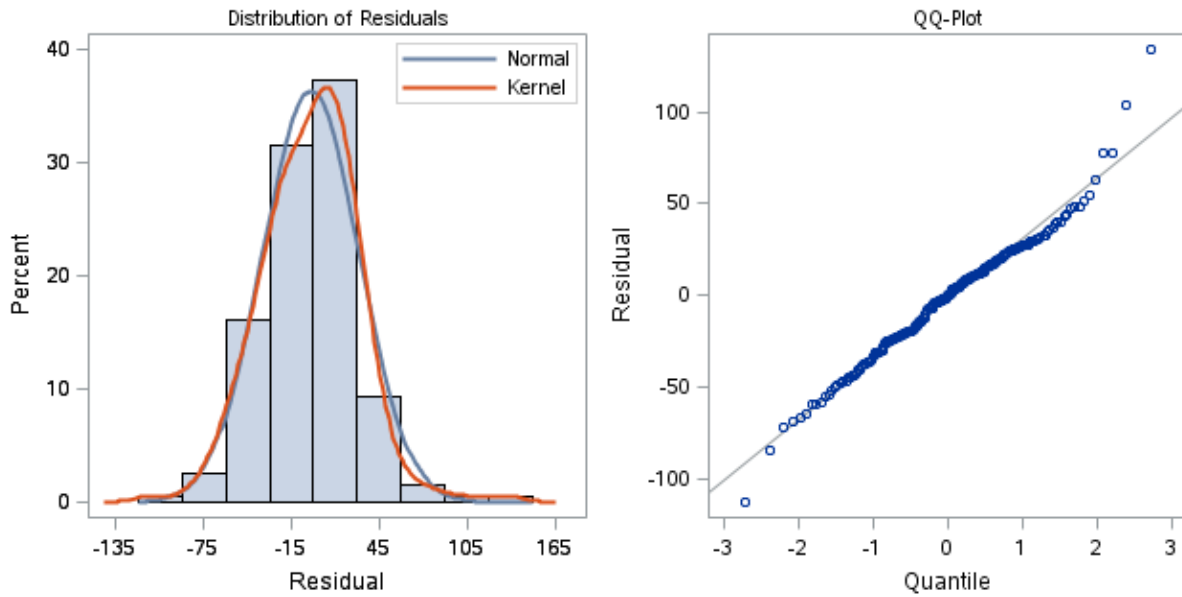 Distribution of Residuals
40
30
20
10
0
Percent
Normal
Kernel
-135
-75
-15
45
105
165
Residual
QQ-Plot
100
50
0
-50
-100
Residual
-3
-2
-1
0
1
2
3
Quantile